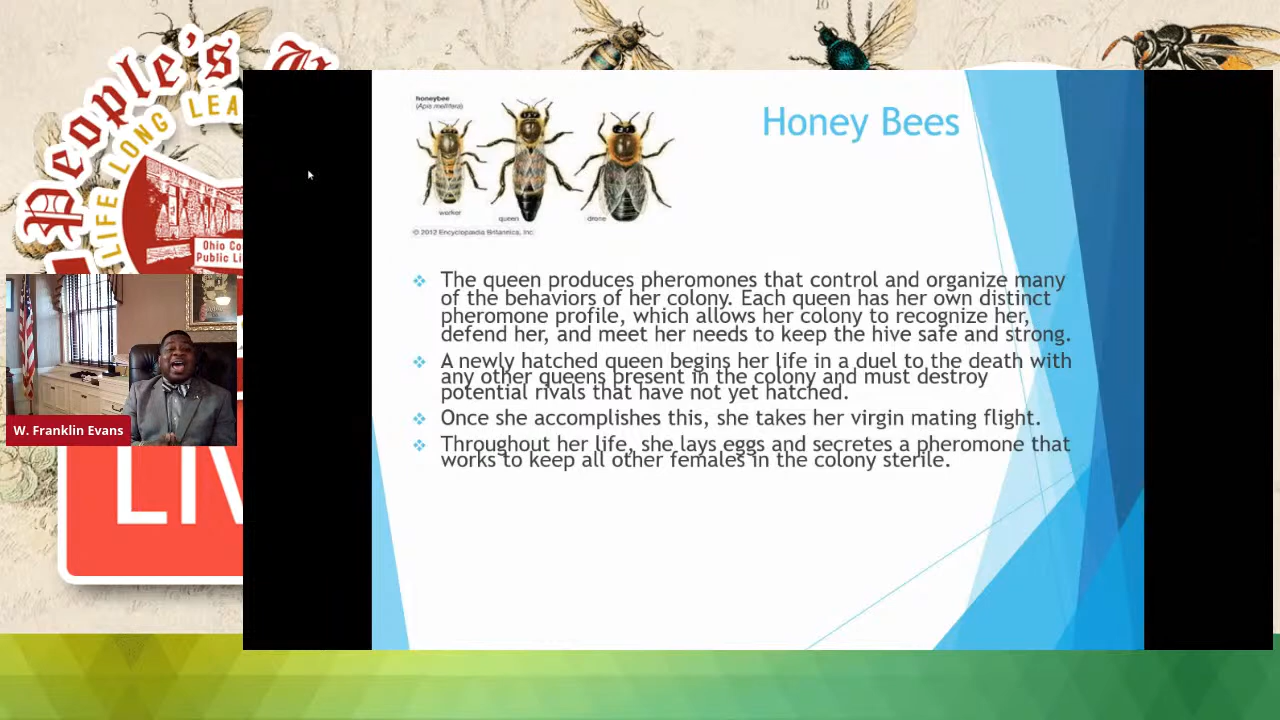 People's
LIFE LONG LEA
Ohio Co
Public Li
W. Franklin Evans
LIV
2
10
honeybee
(Apis mellifera)
worker
queen
drone
© 2012 Encyclopædia Britannica, Inc.
Honey Bees
The queen produces pheromones that control and organize many
of the behaviors of her colony. Each queen has her own distinct
pheromone profile, which allows her colony to recognize her,
defend her, and meet her needs to keep the hive safe and strong.
A newly hatched queen begins her life in a duel to the death with
any other queens present in the colony and must destroy
potential rivals that have not yet hatched.
Once she accomplishes this, she takes her virgin mating flight.
Throughout her life, she lays eggs and secretes a pheromone that
works to keep all other females in the colony sterile.